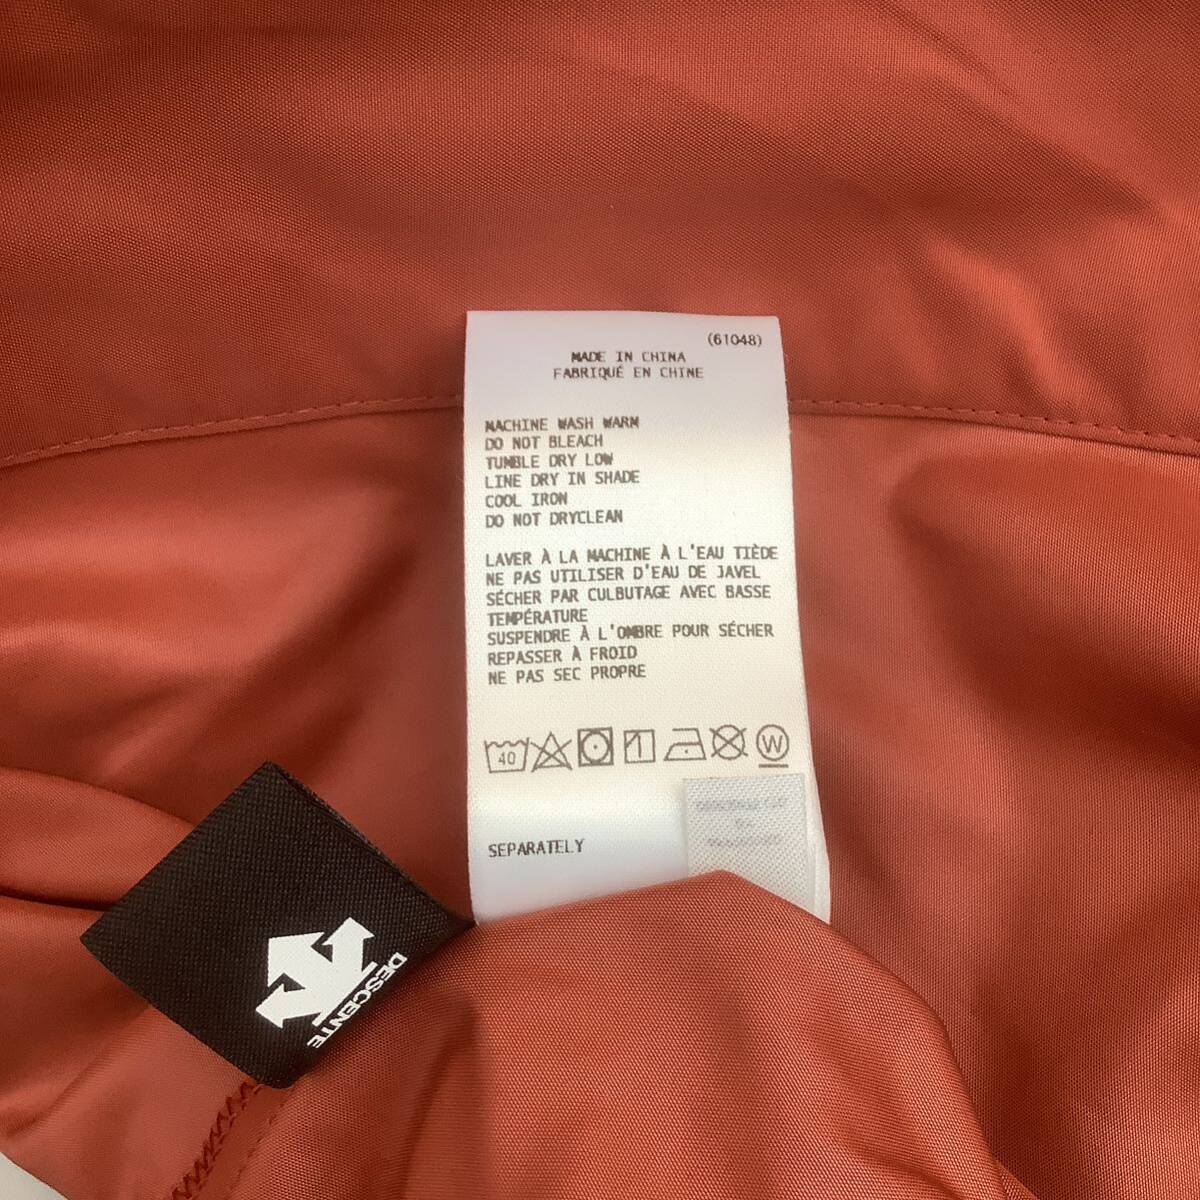 (61048)
MADE IN CHINA
FABRIQUÉ EN CHINE
MACHINE WASH WARM
DO NOT BLEACH
TUMBLE DRY LOW
LINE DRY IN SHADE
COOL IRON
DO NOT DRYCLEAN
LAVER À LA MACHINE À L'EAU TIÈDE
NE PAS UTILISER D'EAU DE JAVEL
SÉCHER PAR CULBUTAGE AVEC BASSE
TEMPÉRATURE
SUSPENDRE À L'OMBRE POUR SÉCHER
REPASSER À FROID
NE PAS SEC PROPRE
40
W
SEPARATELY
DESCENTE